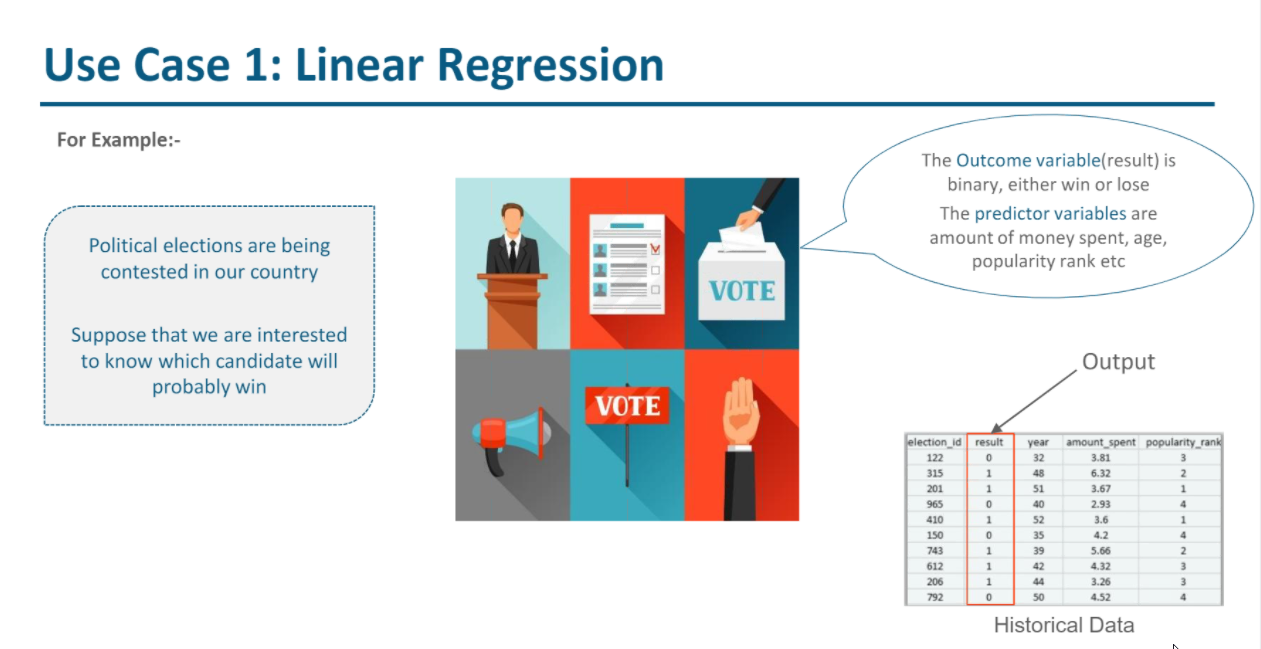 Use Case 1: Linear Regression
For Example:-
Political elections are being
contested in our country
Suppose that we are interested
to know which candidate will
probably win
VOTE
VOTE
The Outcome variable(result) is
binary, either win or lose
The predictor variables are
amount of money spent, age,
popularity rank etc
Output
election_id result year amount_spent popularity_rank
122 0 32 3.81 3
315 1 48 6.32 2
201 1 51 3.67 1
965 0 40 2.93 4
410 1 52 3.6 1
150 0 35 4.2 4
743 1 39 5.66 2
612 1 42 4.32 3
206 1 44 3.26 3
792 0 50 4.52 4
Historical Data